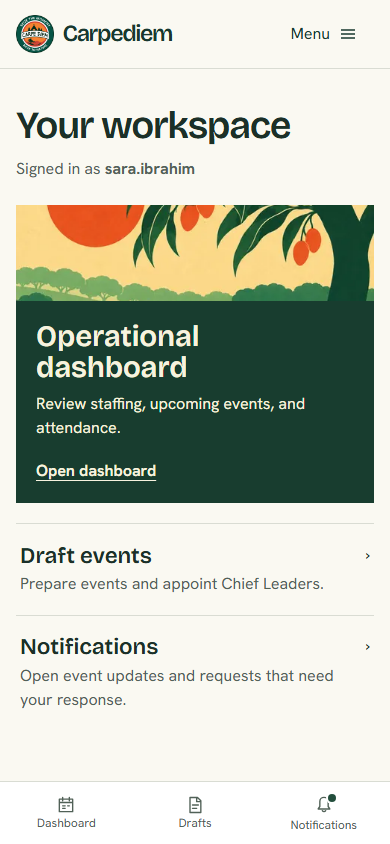 CARPE DIEM
Carpediem
Menu
Your workspace
Signed in as sara.ibrahim
Operational
dashboard
Review staffing, upcoming events, and
attendance.
Open dashboard
Draft events
Prepare events and appoint Chief Leaders.
Notifications
Open event updates and requests that need
your response.
Dashboard
Drafts
Notifications